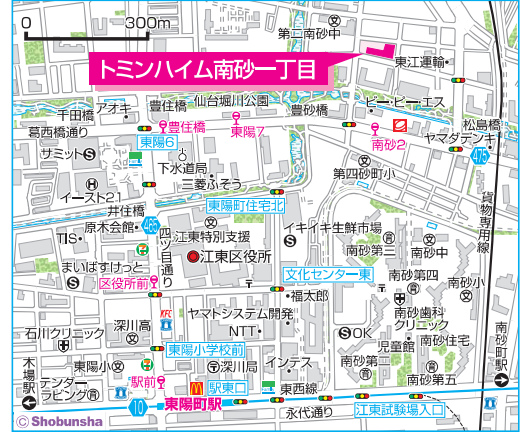 0 300m
第二南砂中
トミンハイム南砂一丁目
東江運輸
仙台堀川公園
豊住橋
アオキ
千田橋
豊砂橋
ビー・ビー・エス
葛西橋通り
豊住橋
東陽7
松島橋
東陽6
南砂2
ヤマダデンキ
サミット
下水道局
475
第四砂町小
三菱ふそう
イースト21
東陽町住宅北
井住橋
465
原木会館
四ツ目通り
イキイキ生鮮市場
貨物専用線
TIS
江東特別支援
南砂第二
南砂中
江東区役所
まいばすけっと
文化センター東
南砂第四
区役所前
南砂小
福太郎
KFC
ヤマトシステム開発
南砂歯科
クリニック
石川クリニック
深川高
NTT
OK
南砂住宅
児童館
南砂町駅
東陽小学校前
南砂第二
木場駅
東陽小
深川局
インテス
南砂第五
駅前
駅東口
テンダー
ラビング
東西線
10
東陽町駅
永代通り
江東試験場入口
© Shobunsha